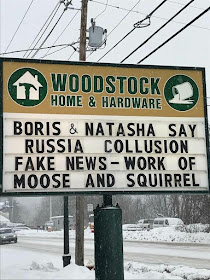 WOODSTOCK
HOME & HARDWARE
BORIS & NATASHA SAY
RUSSIA COLLUSION
FAKE NEWS - WORK OF
MOOSE AND SQUIRREL